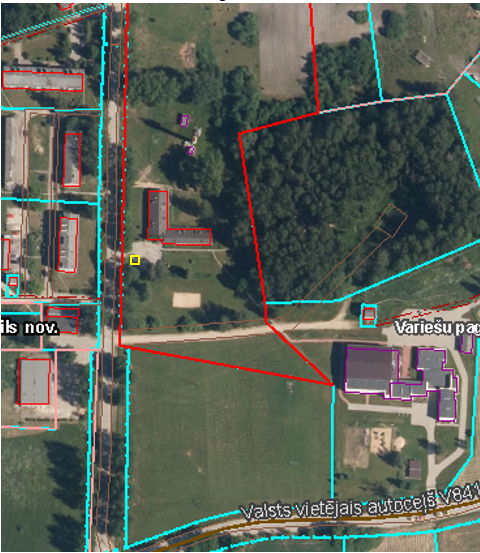 ils nov.
Variešu pag
Valsts vietējais autoceļš V841